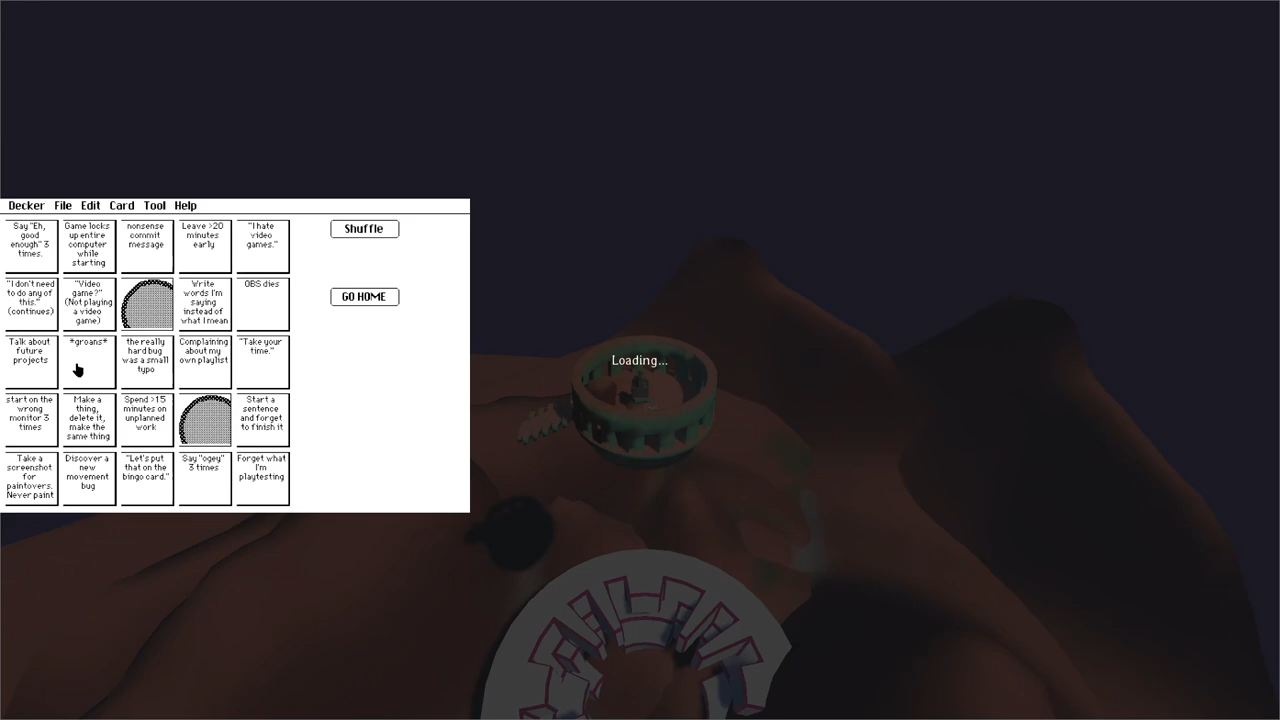 Decker File Edit Card Tool Help
Say "Eh,
good
enough" 3
times.
Game locks
up entire
computer
while
starting
nonsense
commit
message
Leave >20
minutes
early
"I hate
video
games."
Shuffle
"I don't need
to do any of
this."
(continues)
"Video
game?"
(Not playing
a video
game)
Write
words I'm
saying
instead of
what I mean
OBS dies
GO HOME
Talk about
future
projects
*groans*
the really
hard bug
was a small
typo
Complaining
about my
own playlist
"Take your
time."
Loading...
start on the
wrong
monitor 3
times
Make a
thing,
delete it,
make the
same thing
Spend >15
minutes on
unplanned
work
Start a
sentence
and forget
to finish it
Take a
screenshot
for
paintovers.
Never paint
Discover a
new
movement
bug
"Let's put
that on the
bingo card."
Say "ogey"
3 times
Forget what
I'm
playtesting